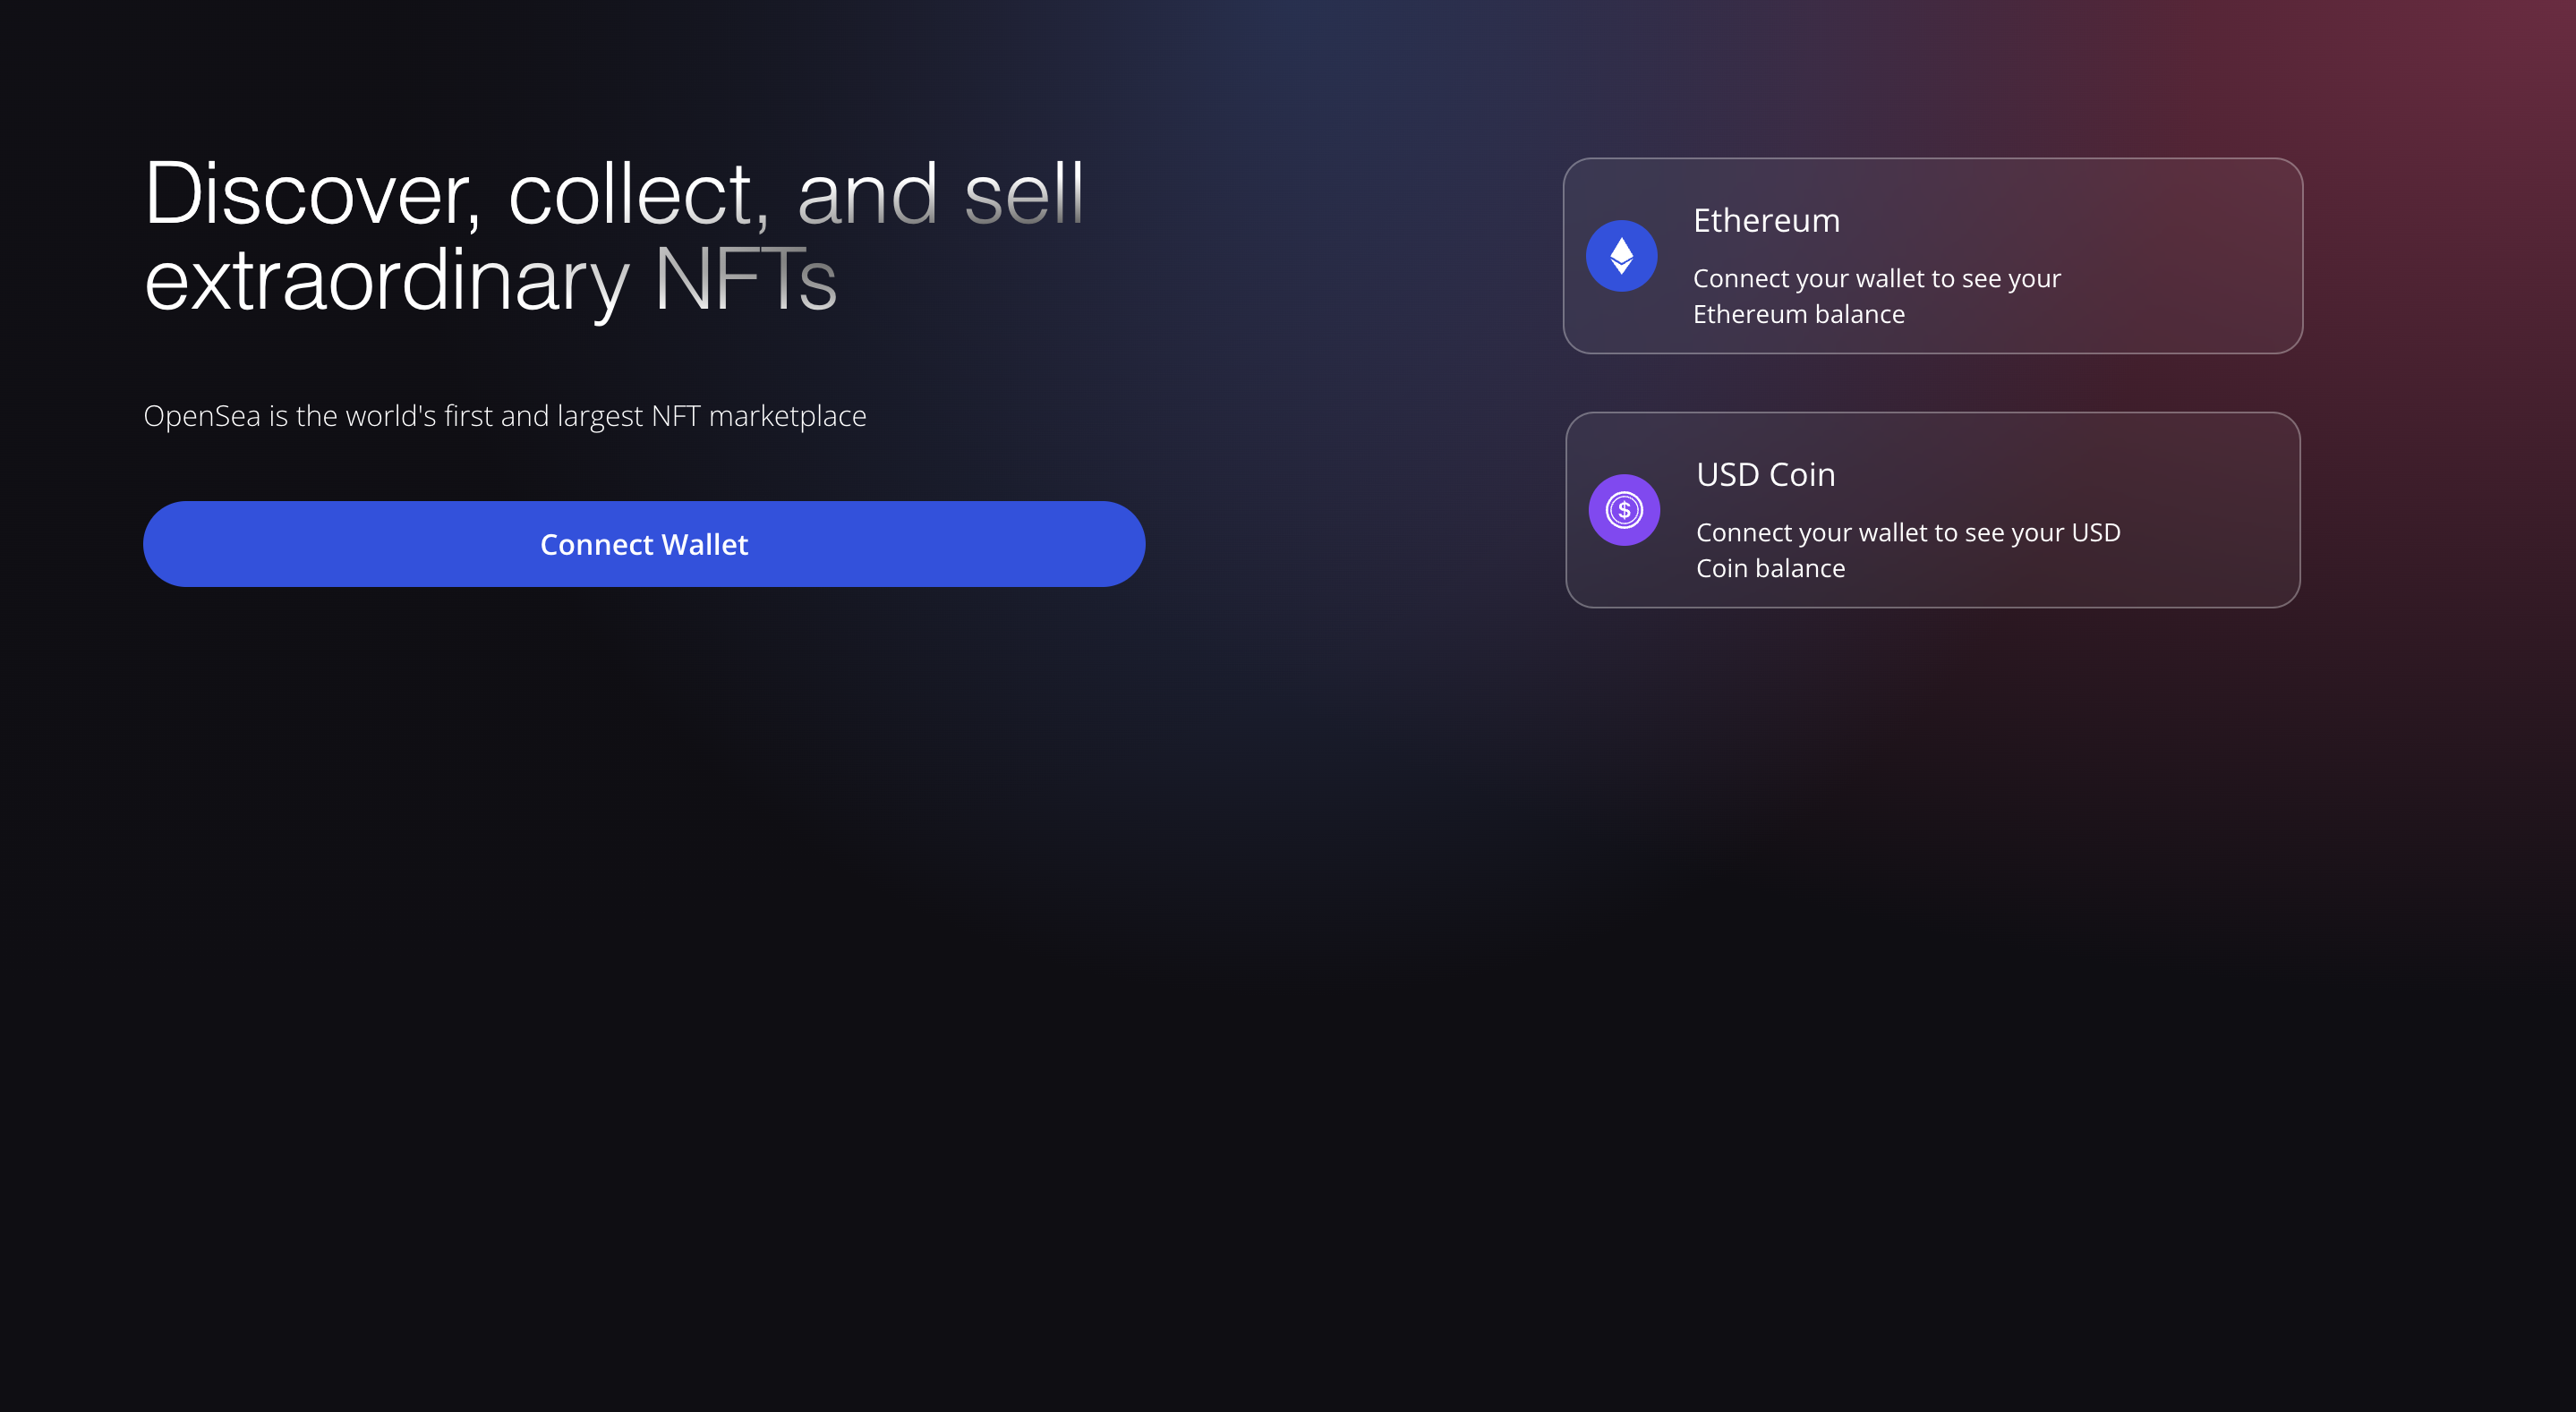 Discover, collect, and sell
extraordinary NFTs
OpenSea is the world's first and largest NFT marketplace
Connect Wallet
Ethereum
Connect your wallet to see your
Ethereum balance
USD Coin
Connect your wallet to see your USD
Coin balance